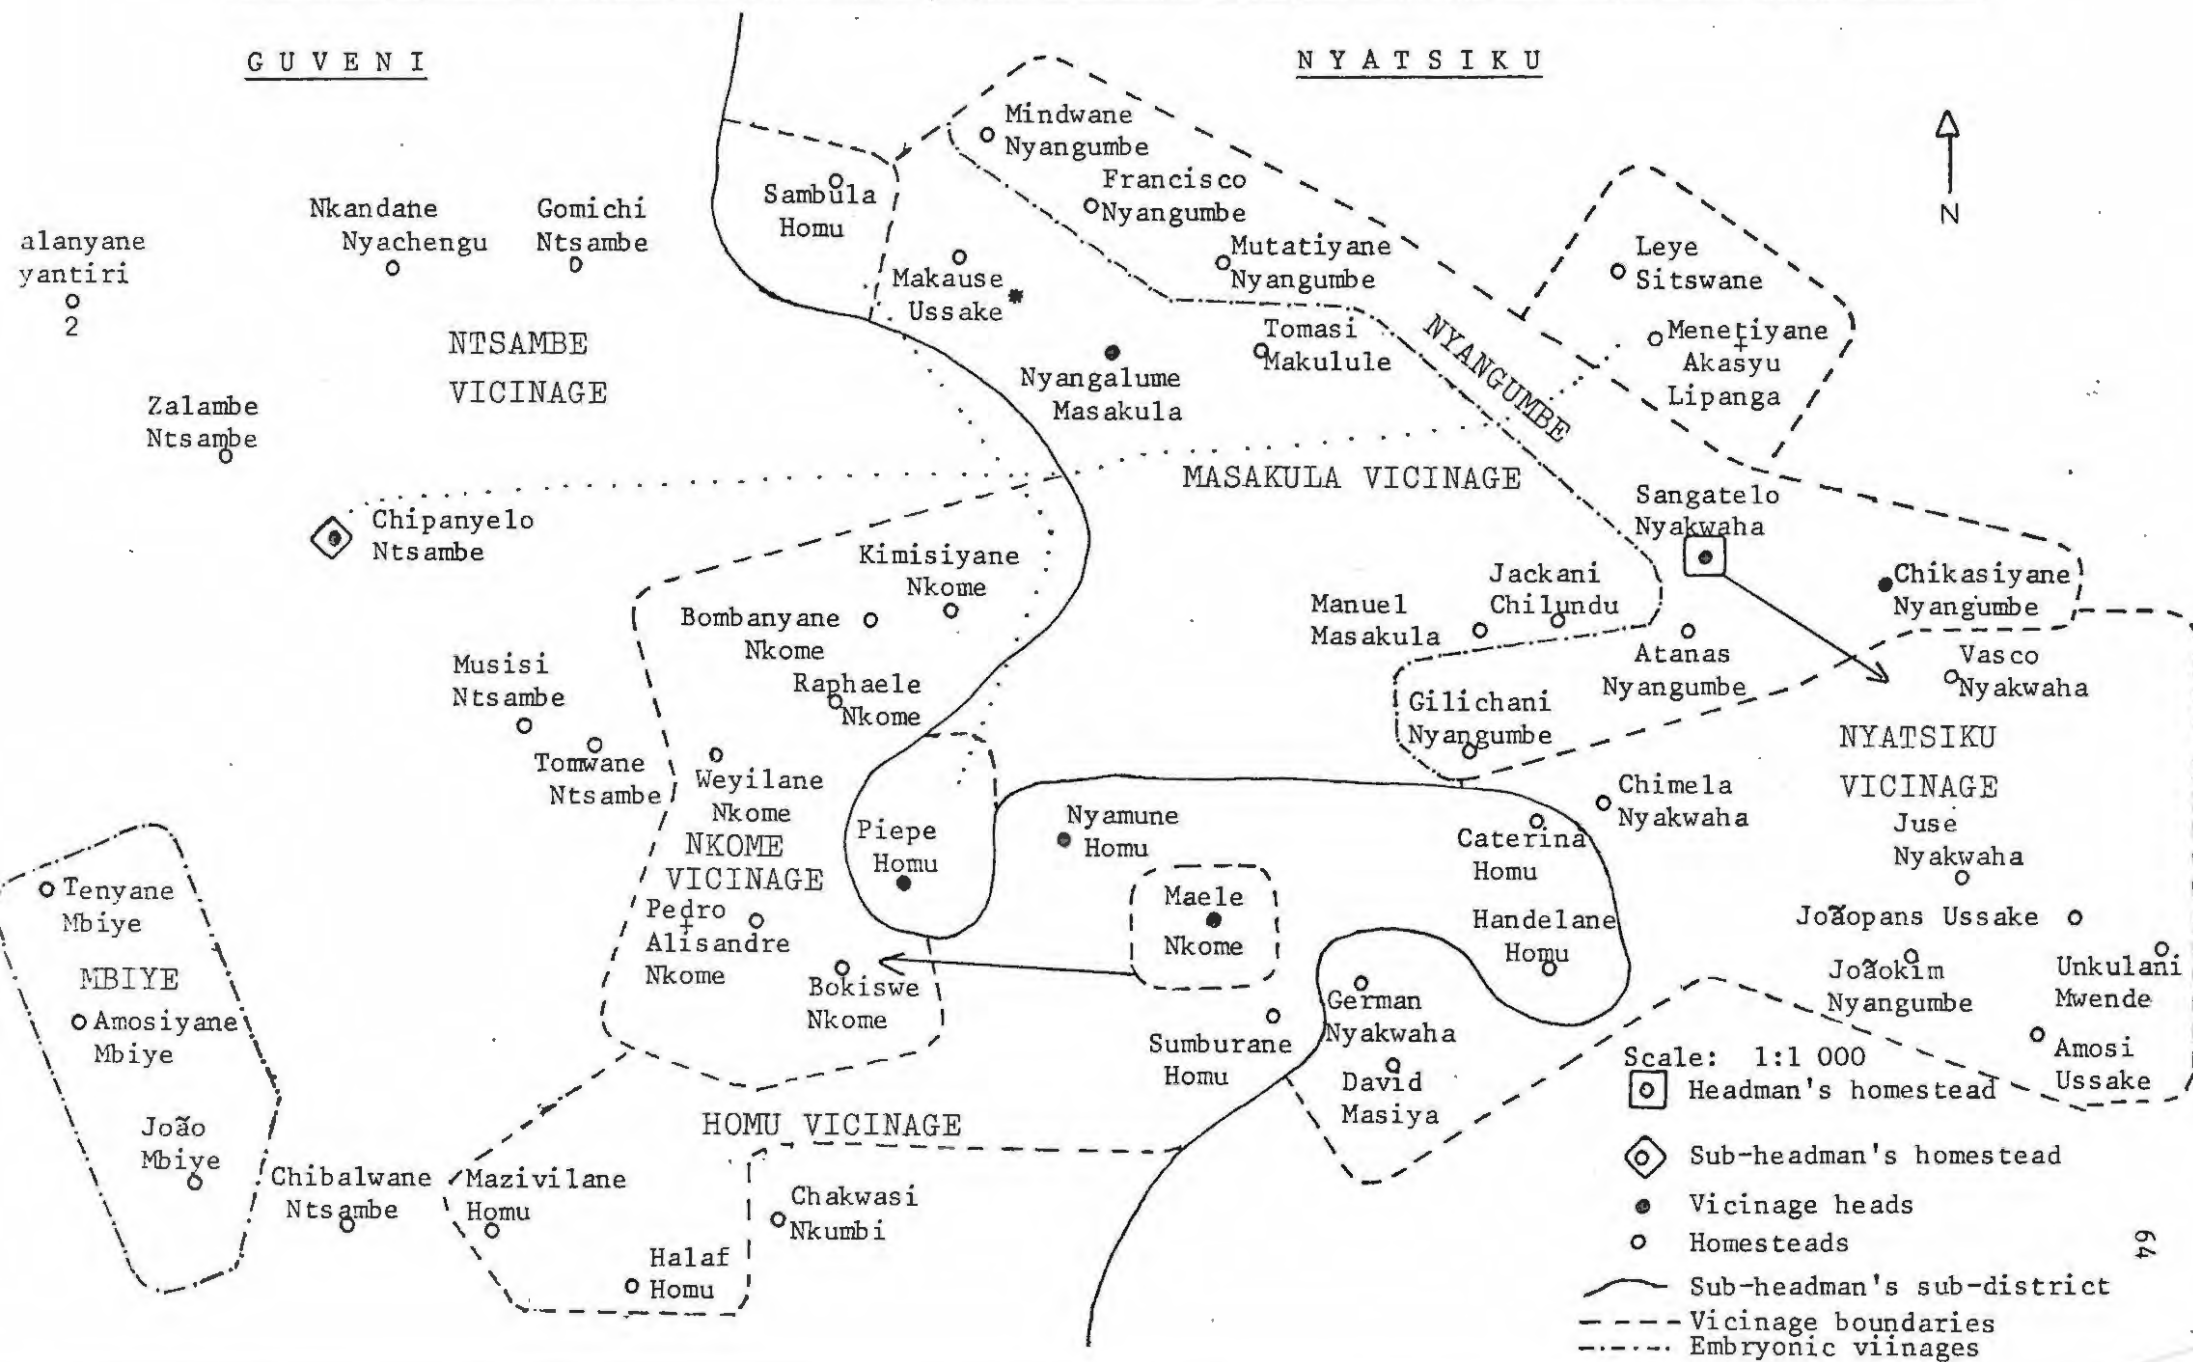 GUVENI
NYATSIKU
Mindwane
Nyangumbe
Francisco
Nyangumbe
Sambula
Homu
N
Nkandane
Nyachengu
Gomichi
Ntsambe
alanyane
yantiri
2
Makause
Ussake
*
Mutatiyane
Nyangumbe
Leye
Sitswane
NTSAMBE
VICINAGE
Nyangalume
Masakula
Tomasi
Makulule
NYANGUMBE
Menetiyane
Akasyu
Lipanga
Zalambe
Ntsambe
MASAKULA VICINAGE
Sangatelo
Nyakwaha
Chipanyelo
Ntsambe
Kimisiyane
Nkome
Bombanyane
Nkome
Raphaele
Nkome
Manuel
Masakula
Jackani
Chilundu
Chikasiyane
Nyangumbe
Atanas
Nyangumbe
Vasco
Nyakwaha
Musisi
Ntsambe
Tomwane
Ntsambe
Weyilane
Nkome
Gilichani
Nyangumbe
NYATSIKU
VICINAGE
Chimela
Nyakwaha
NKOME
VICINAGE
Piepe
Homu
Nyamune
Homu
Caterina
Homu
Juse
Nyakwaha
Maele
Nkome
Handelane
Homu
Joãopans Ussake
Tenyane
Mbiye
Pedro
Alisandre
Nkome
Bokiswe
Nkome
Joãokim
Nyangumbe
Unkulani
Mwende
MBIYE
Amosiyane
Mbiye
Sumburane
Homu
German
Nyakwaha
David
Masiya
Amosi
Ussake
João
Mbiye
HOMU VICINAGE
Chibalwane
Ntsambe
Mazivilane
Homu
Chakwasi
Nkumbi
Halaf
Homu
Scale: 1:1 000
Headman's homestead
Sub-headman's homestead
Vicinage heads
Homesteads
Sub-headman's sub-district
Vicinage boundaries
Embryonic viinages
64